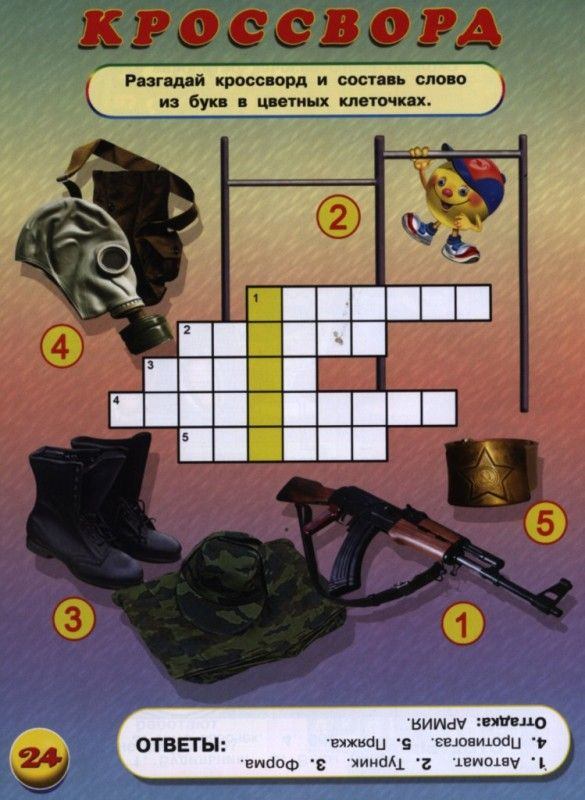 КРОССВОРД
Разгадай кроссворд и составь слово
из букв в цветных клеточках.
2
4
1
2
3
4
5
5
3
1
24
ОТВЕТЫ:
1. Автомат. 2. Турник. 3. Форма.
4. Противогаз. 5. Пряжка.
Отгадка: АРМИЯ.